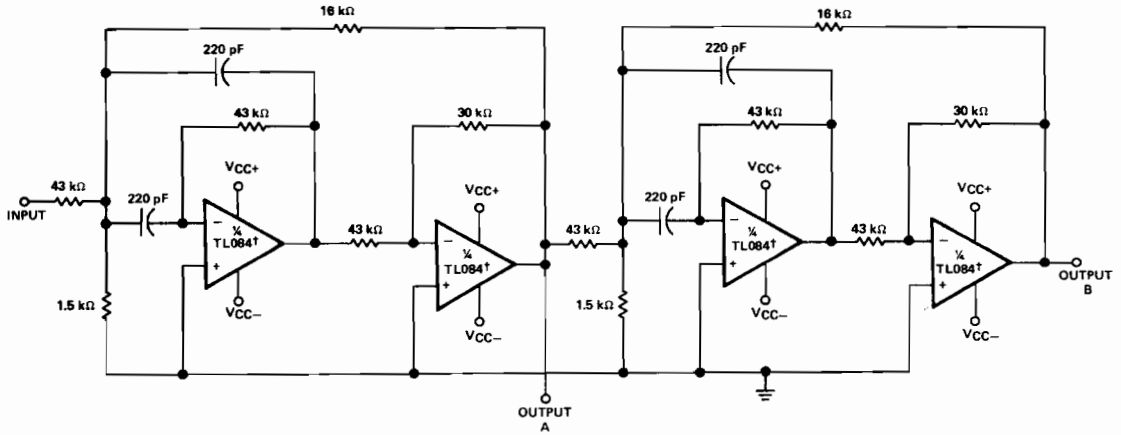 16 kΩ
220 pF
43 kΩ
30 kΩ
VCC+
43 kΩ
INPUT
220 pF
−
¼
TL084†
+
VCC−
43 kΩ
VCC+
−
¼
TL084†
+
VCC−
1.5 kΩ
OUTPUT
A
16 kΩ
220 pF
43 kΩ
30 kΩ
VCC+
43 kΩ
220 pF
−
¼
TL084†
+
VCC−
43 kΩ
VCC+
−
¼
TL084†
+
VCC−
1.5 kΩ
OUTPUT
B